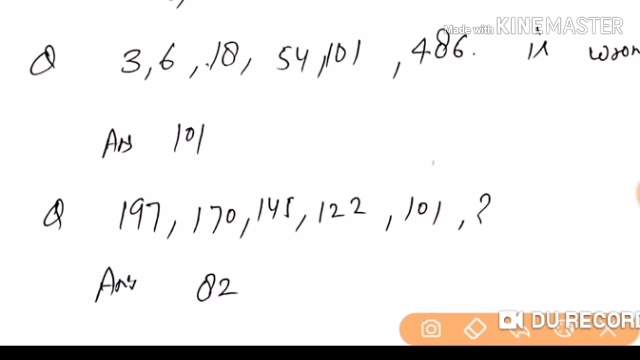 Made with KINEMASTER
Q 3, 6, 18, 54, 101, 486. is wron
Ans 101
Q 197, 170, 145, 122, 101, ?
Ans 82
DU-RECORD